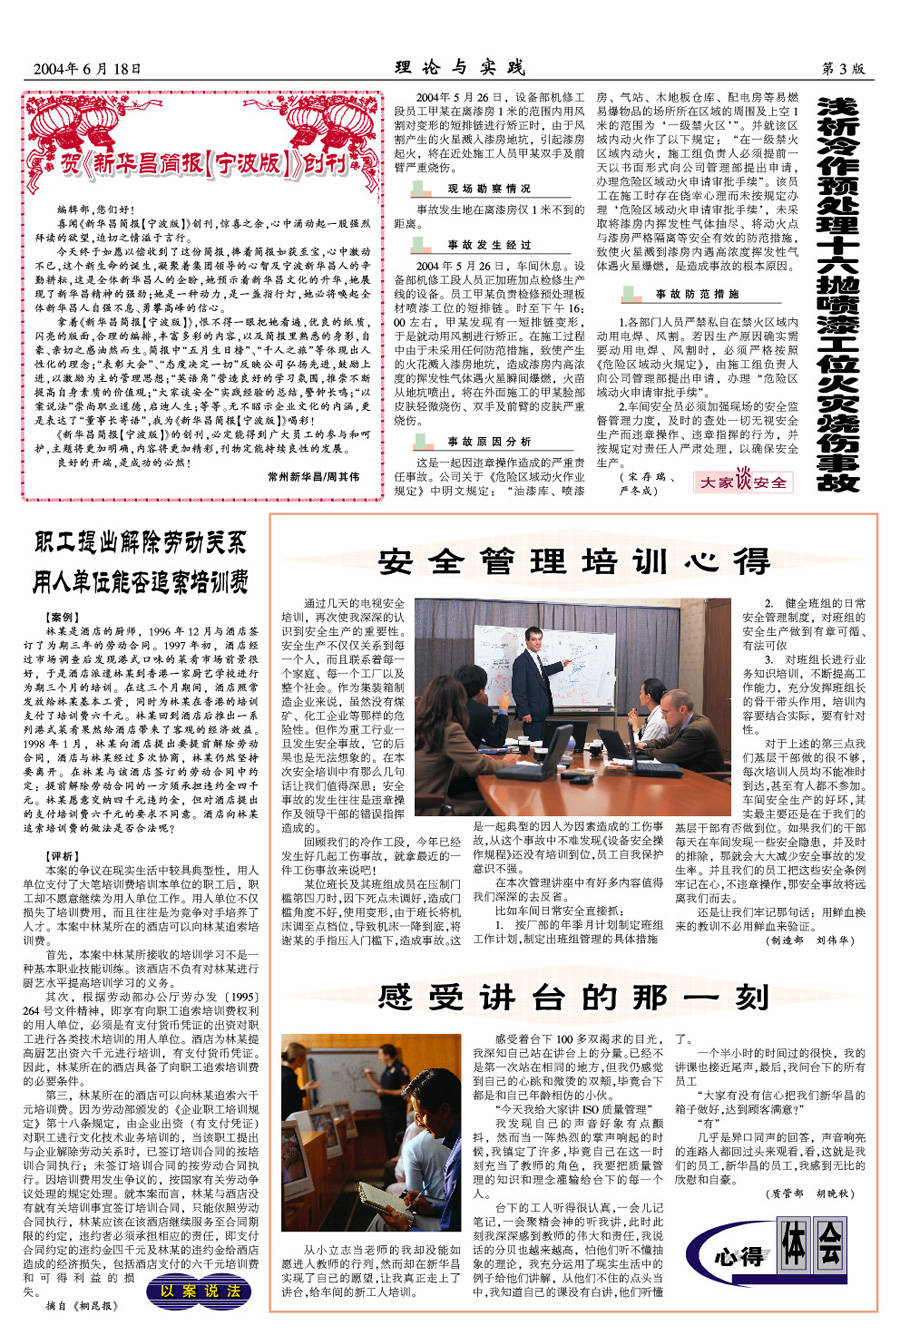 2004年 6 月 18日
理 论 与 实 践
第 3 版
贺《新华昌简报【宁波版】》创刊
编辑部,您们好!
喜闻《新华昌简报【宁波版】》创刊,惊喜之余,心中涌动起一股强烈
拜读的欲望,迫切之情溢于言行。
今天终于如愿以偿收到了这份简报,捧着简报如获至宝,心中激动
不已,这个新生命的诞生,凝聚着集团领导的心智及宁波新华昌人的辛
勤耕耘,这是全体新华昌人的企盼,她预示着新华昌文化的升华,她展
现了新华昌精神的强劲;她是一种动力,是一盏指行灯,她必将唤起全
体新华昌人自强不息、勇攀高峰的信心。
拿着《新华昌简报【宁波版】》,恨不得一眼把她看遍,优良的纸质,
闪亮的版面,合理的编排,丰富多彩的内容,以及简报里熟悉的身影,自
豪、亲切之感油然而生。简报中“五月生日榜”、“千人之旅”等体现出人
性化的理念;“表彰大会”、“态度决定一切”反映公司弘扬先进,鼓励上
进,以激励为主的管理思想;“英语角”营造良好的学习氛围,推崇不断
提高自身素质的价值观;“大家谈安全”实践经验的总结,警钟长鸣;“以
案说法”崇尚职业道德,启迪人生;等等。无不昭示企业文化的内涵,更
是表达了“董事长寄语”,我为《新华昌简报【宁波版】》喝彩!
《新华昌简报【宁波版】》的创刊,必定能得到广大员工的参与和呵
护,主题将更加明确,内容将更加精彩,刊物定能持续良性的发展。
良好的开端,是成功的必然!
常州新华昌/周其伟
浅析冷作预处理十六抛喷漆工位火灾烧伤事故
2004年 5 月 26 日，设备部机修工
段员工甲某在离漆房 1 米的范围内用风
割对变形的短排链进行矫正时，由于风
割产生的火星溅入漆房地坑，引起漆房
起火，将在近处施工人员甲某双手及前
臂严重烧伤。
现场勘察情况
事故发生地在离漆房仅 1 米不到的
距离。
事故发生经过
2004 年 5 月 26 日，车间休息。设
备部机修工段人员正加班加点检修生产
线的设备。员工甲某负责检修预处理板
材喷漆工位的短排链。时至下午 16：
00 左右，甲某发现有一短排链变形，
于是就动用风割进行矫正。在施工过程
中由于未采用任何防范措施，致使产生
的火花溅入漆房地坑，造成漆房内高浓
度的挥发性气体遇火星瞬间爆燃，火苗
从地坑喷出，将在外面施工的甲某脸部
皮肤轻微烧伤、双手及前臂的皮肤严重
烧伤。
事故原因分析
这是一起因违章操作造成的严重责
任事故。公司关于《危险区域动火作业
规定》中明文规定：“油漆库、喷漆
房、气站、木地板仓库、配电房等易燃
易爆物品的场所所在区域的周围及上空 1
米的范围为‘一级禁火区’”。并就该区
域内动火作了以下规定；“在一级禁火
区域内动火，施工组负责人必须提前一
天以书面形式向公司管理部提出申请，
办理危险区域动火申请审批手续”。该员
工在施工时存在侥幸心理而未按规定办
理‘危险区域动火申请审批手续’，未采
取将漆房内挥发性气体抽尽、将动火点
与漆房严格隔离等安全有效的防范措施，
致使火星溅到漆房内遇高浓度挥发性气
体遇火星爆燃，是造成事故的根本原因。
事故防范措施
1.各部门人员严禁私自在禁火区域内
动用电焊、风割。若因生产原因确实需
要动用电焊、风割时，必须严格按照
《危险区域动火规定》，由施工组负责人
向公司管理部提出申请，办理“危险区
域动火申请审批手续”。
2.车间安全员必须加强现场的安全监
督管理力度，及时的查处一切无视安全
生产而违章操作、违章指挥的行为，并
按规定对责任人严肃处理，以确保安全
生产。
(宋存瑞、
严冬成)
大家谈安全
职工提出解除劳动关系
用人单位能否追索培训费
【案例】
林某是酒店的厨师，1996 年 12 月与酒店签
订了为期三年的劳动合同。1997 年初，酒店经
过市场调查后发现港式口味的菜肴市场前景很
好，于是酒店派遣林某到香港一家厨艺学校进行
为期三个月的培训。在这三个月期间，酒店照常
发放给林某基本工资，同时为林某在香港的培训
支付了培训费六千元。林某回到酒店后推出一系
列港式菜肴果然给酒店带来了客观的经济效益。
1998 年 1 月，林某向酒店提出要提前解除劳动
合同，酒店与林某经过多次协商，林某仍然坚持
要离开。在林某与该酒店签订的劳动合同中约
定：提前解除劳动合同的一方须承担违约金四千
元。林某愿意交纳四千元违约金，但对酒店提出
的支付培训费六千元的要求不同意。酒店向林某
追索培训费的做法是否合法呢？
【评析】
本案的争议在现实生活中较具典型性，用人
单位支付了大笔培训费培训本单位的职工后，职
工却不愿意继续为用人单位工作。用人单位不仅
损失了培训费用，而且往往是为竞争对手培养了
人才。本案中林某所在的酒店可以向林某追索培
训费。
首先，本案中林某所接收的培训学习不是一
种基本职业技能训练。该酒店不负有对林某进行
厨艺水平提高培训学习的义务。
其次，根据劳动部办公厅劳办发〔1995〕
264 号文件精神，即享有向职工追索培训费权利
的用人单位，必须是有支付货币凭证的出资对职
工进行各类技术培训的用人单位。酒店为林某提
高厨艺出资六千元进行培训，有支付货币凭证。
因此，林某所在的酒店具备了向职工追索培训费
的必要条件。
第三，林某所在的酒店可以向林某追索六千
元培训费。因为劳动部颁发的《企业职工培训规
定》第十八条规定，由企业出资（有支付凭证）
对职工进行文化技术业务培训的，当该职工提出
与企业解除劳动关系时，已签订培训合同的按培
训合同执行；未签订培训合同的按劳动合同执
行。因培训费用发生争议的，按国家有关劳动争
议处理的规定处理。就本案而言，林某与酒店没
有就有关培训事宜签订培训合同，只能依照劳动
合同执行，林某应该在该酒店继续服务至合同期
限的约定，违约者必须承担相应的责任，即支付
合同约定的违约金四千元及林某的违约金给酒店
造成的经济损失，包括酒店支付的六千元培训费
和可得利益的损
失。
摘自《桐昆报》
以案说法
安全管理培训心得
通过几天的电视安全
培训，再次使我深深的认
识到安全生产的重要性。
安全生产不仅仅关系到每
一个人，而且联系着每一
个家庭、每一个工厂以及
整个社会。作为集装箱制
造企业来说，虽然没有煤
矿、化工企业等那样的危
险性。但作为重工行业一
旦发生安全事故，它的后
果也是无法想象的。在本
次安全培训中有那么几句
话让我们值得深思：安全
事故的发生往往是违章操
作及领导干部的错误指挥
造成的。
回顾我们的冷作工段，今年已经
发生好几起工伤事故，就拿最近的一
件工伤事故来说吧！
某位班长及其班组成员在压制门
槛第四刀时,因下死点未调好,造成门
槛角度不好,使用变形,由于班长将机
床调至点档位,导致机床一降到底,将
谢某的手指压入门槛下,造成事故。这
是一起典型的因人为因素造成的工伤事
故,从这个事故中不难发现《设备安全操
作规程》还没有培训到位,员工自我保护
意识不强。
在本次管理讲座中有好多内容值得
我们深深的去反省。
比如车间日常安全直接抓；
1. 按厂部的年季月计划制定班组
工作计划,制定出班组管理的具体措施
2. 健全班组的日常
安全管理制度，对班组的
安全生产做到有章可循、
有法可依
3. 对班组长进行业
务知识培训，不断提高工
作能力，充分发挥班组长
的骨干带头作用，培训内
容要结合实际，要有针对
性。
对于上述的第三点我
们基层干部做的很不够，
每次培训人员均不能准时
到达,甚至有人都不参加。
车间安全生产的好坏,其
实最主要还是在于我们的
基层干部有否做到位。如果我们的干部
每天在车间发现一些安全隐患，并及时
的排除，那就会大大减少安全事故的发
生率。并且我们的员工把这些安全条例
牢记在心,不违章操作,那安全事故将远
离我们而去。
还是让我们牢记那句话；用鲜血换
来的教训不必用鲜血来验证。
(制造部 刘伟华)
感受讲台的那一刻
从小立志当老师的我却没能如
愿进入教师的行列,然而却在新华昌
实现了自己的愿望,让我真正走上了
讲台,给车间的新工人培训。
感受着台下 100 多双渴求的目光，
我深知自己站在讲台上的分量。已经不
是第一次站在相同的地方,但我仍感觉
到自己的心跳和微烫的双颊,毕竟台下
都是和自己年龄相仿的小伙。
“今天我给大家讲 ISO 质量管理”
我发现自己的声音好象有点颤
抖，然而当一阵热烈的掌声响起的时
候,我镇定了许多,毕竟自己在这一时
刻充当了教师的角色，我要把质量管
理的知识和理念灌输给台下的每一个
人。
台下的工人听得很认真,一会儿记
笔记,一会聚精会神的听我讲,此时此
刻我深深感到教师的伟大和责任,我说
话的分贝也越来越高，怕他们听不懂抽
象的理论，我充分运用了现实生活中的
例子给他们讲解，从他们不住的点头当
中,我知道自己的课没有白讲,他们听懂
了。
一个半小时的时间过的很快，我的
讲课也接近尾声,最后,我问台下的所有
员工
“大家有没有信心把我们新华昌的
箱子做好,达到顾客满意?”
“有”
几乎是异口同声的回答，声音响亮
的连路人都回过头来观看,看,这就是我
们的员工,新华昌的员工,我感到无比的
欣慰和自豪。
(质管部 胡晚秋)
心得体会